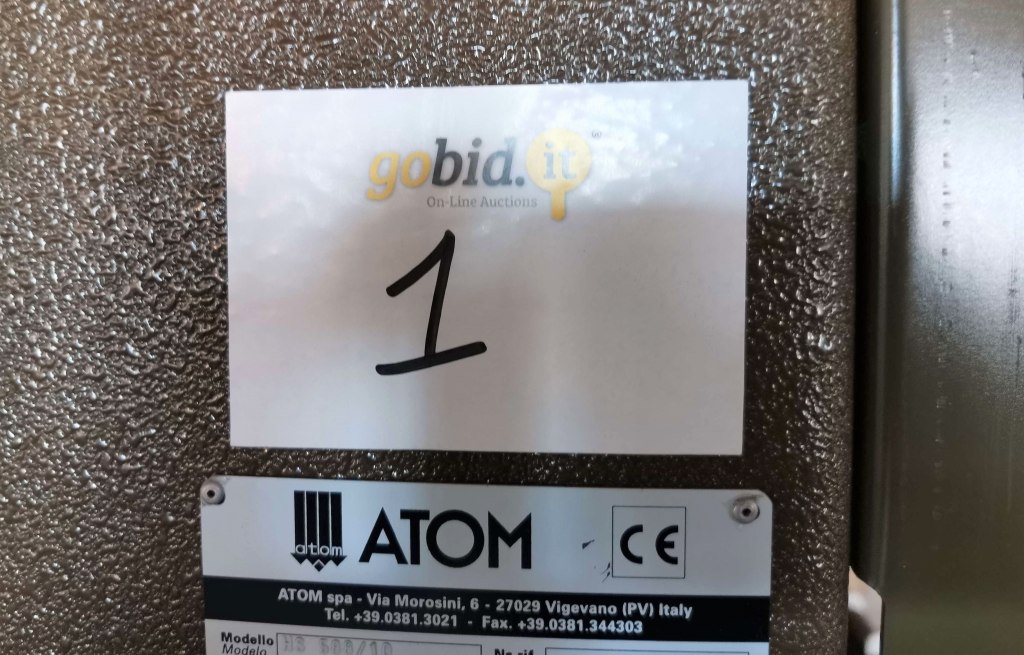 gobid.it®
On-Line Auctions
1
atom ATOM CE
ATOM spa - Via Morosini, 6 - 27029 Vigevano (PV) Italy
Tel. +39.0381.3021 - Fax. +39.0381.344303
Modello
Modelo